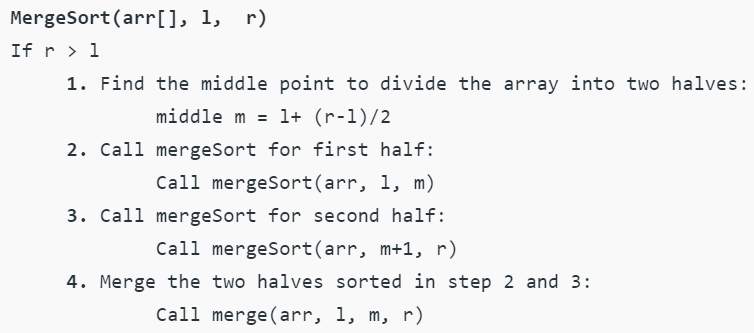 MergeSort(arr[], l, r)
If r > l
1. Find the middle point to divide the array into two halves:
middle m = l+ (r-l)/2
2. Call mergeSort for first half:
Call mergeSort(arr, l, m)
3. Call mergeSort for second half:
Call mergeSort(arr, m+1, r)
4. Merge the two halves sorted in step 2 and 3:
Call merge(arr, l, m, r)